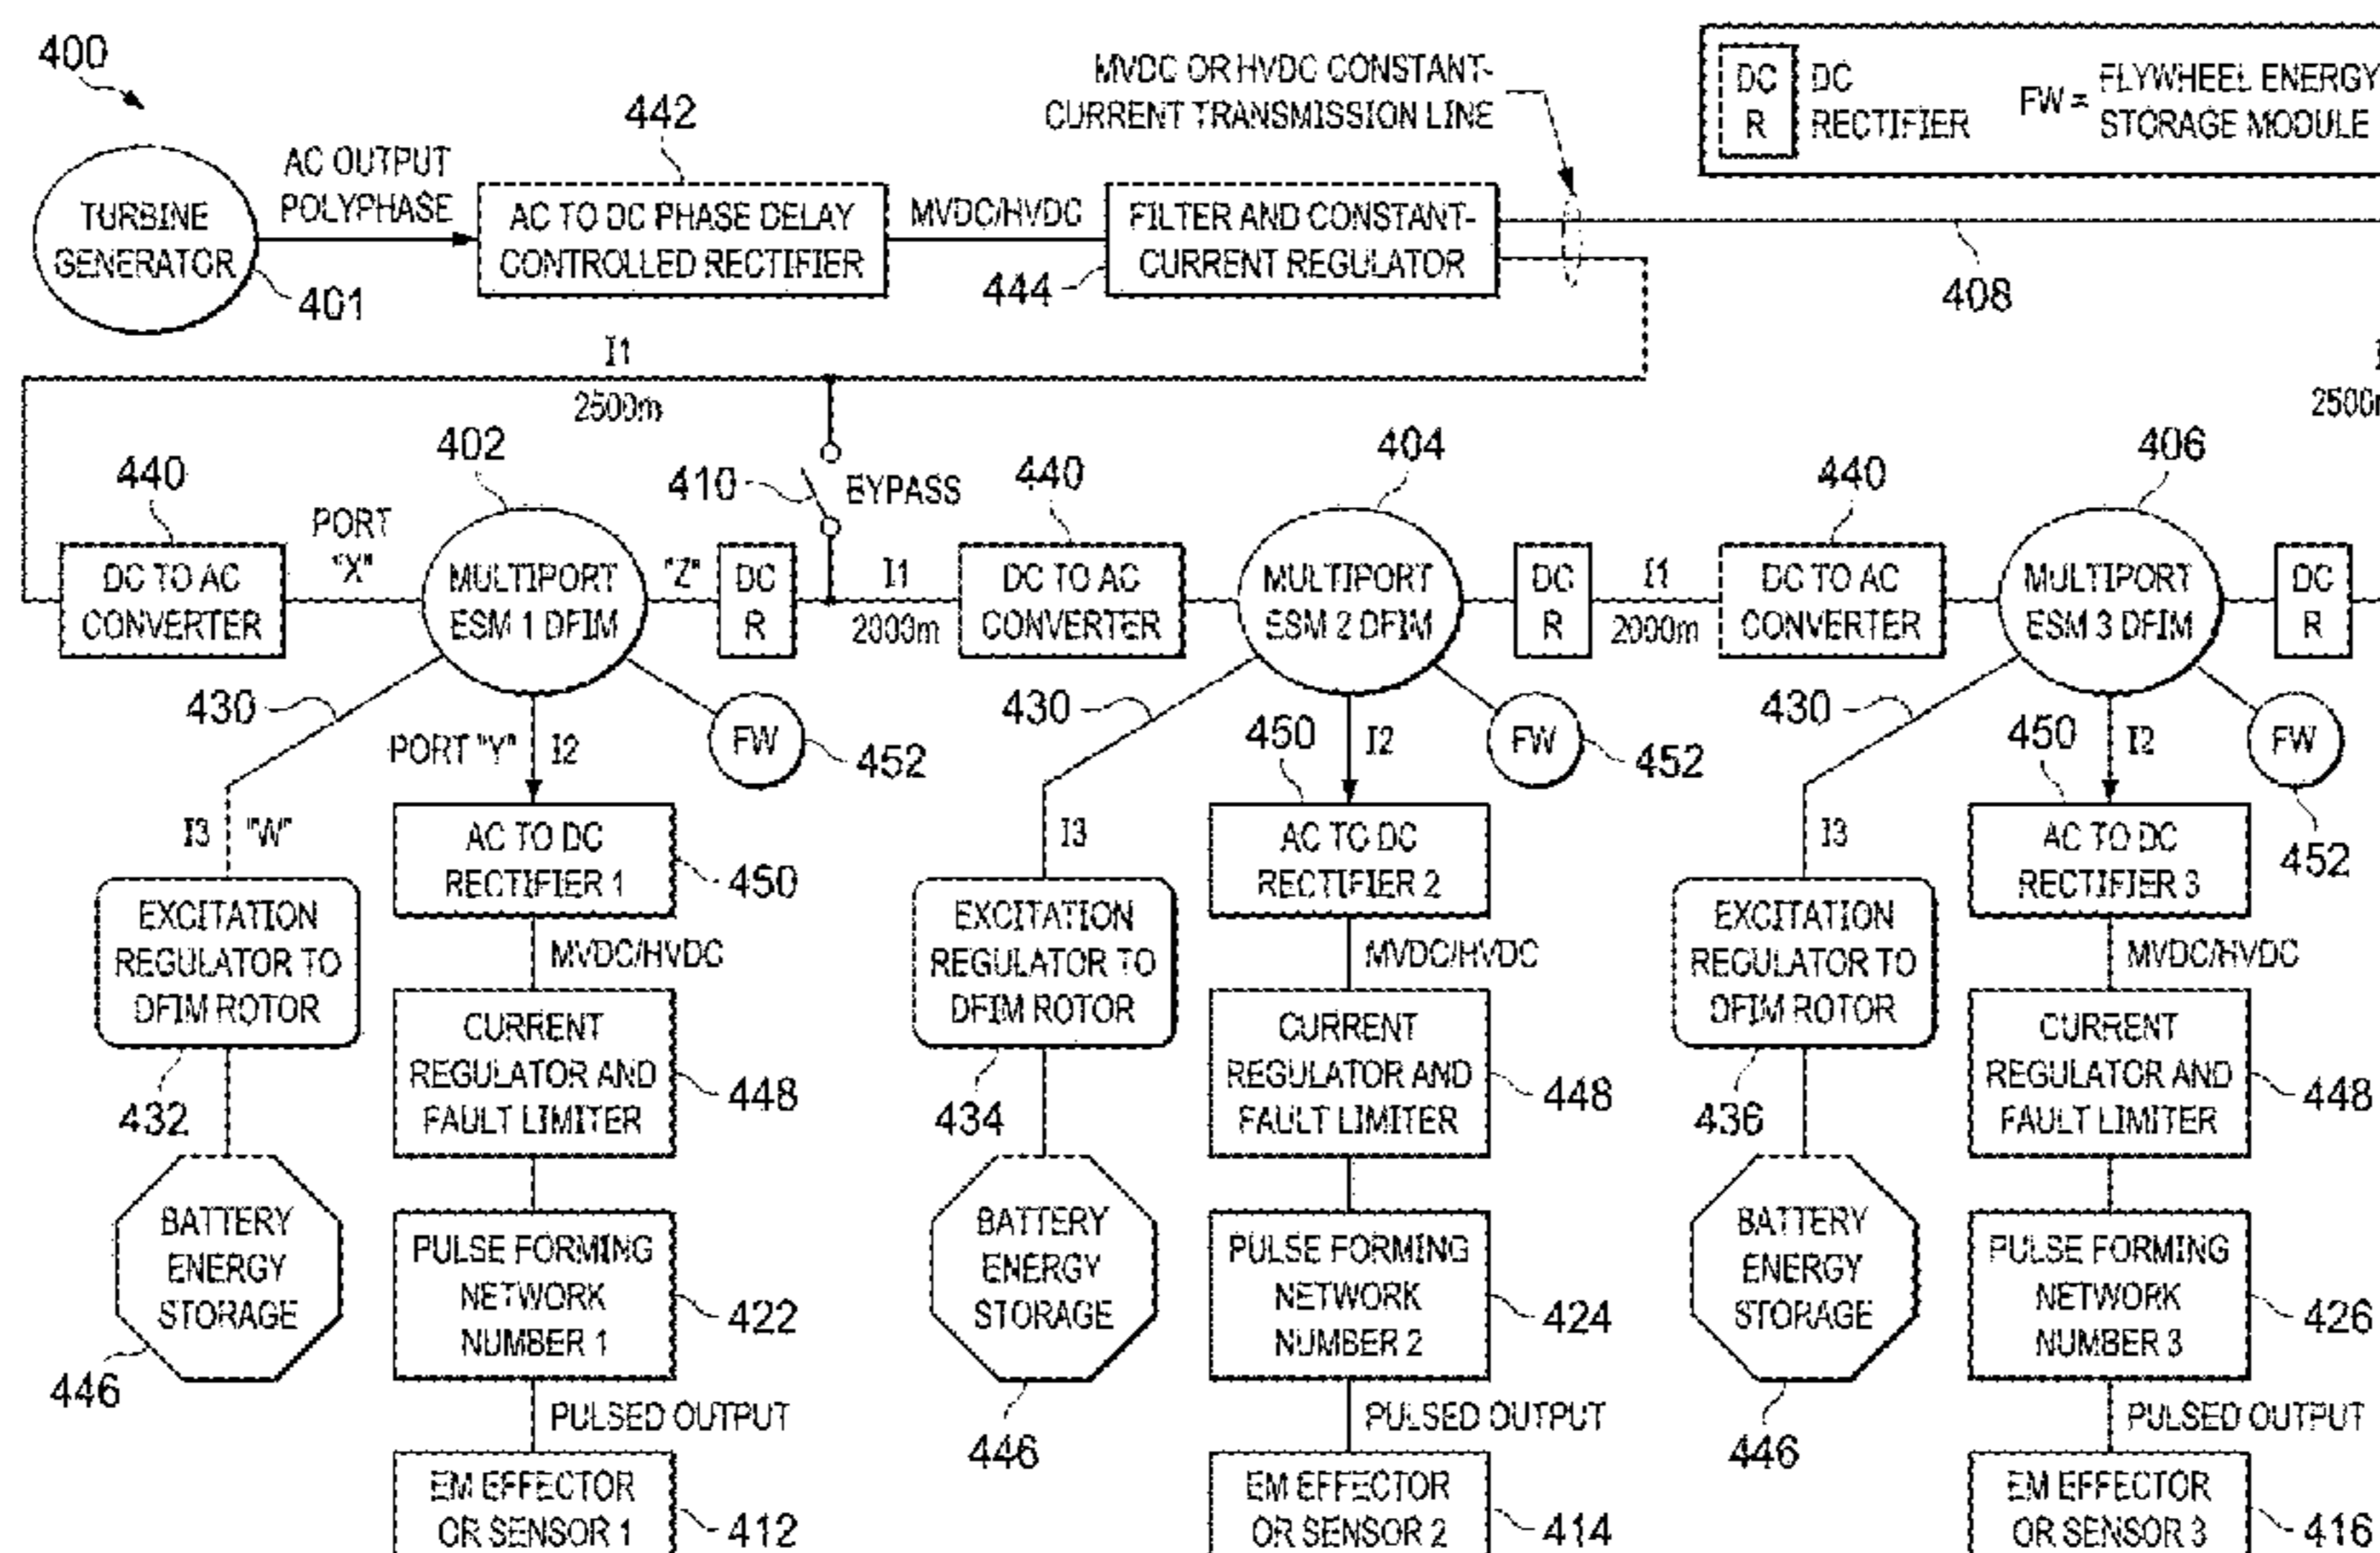 400
442
MVDC OR HVDC CONSTANT-
CURRENT TRANSMISSION LINE
DC
R
DC
RECTIFIER
FW =
FLYWHEEL ENERGY
STORAGE MODULE
TURBINE
GENERATOR
401
AC OUTPUT
POLYPHASE
AC TO DC PHASE DELAY
CONTROLLED RECTIFIER
MVDC/HVDC
FILTER AND CONSTANT-
CURRENT REGULATOR
444
408
I1
2500m
2500m
440
PORT
"X"
402
410
BYPASS
440
404
440
406
DC TO AC
CONVERTER
MULTIPORT
ESM 1 DFIM
"Z"
DC
R
I1
2000m
DC TO AC
CONVERTER
MULTIPORT
ESM 2 DFIM
DC
R
I1
2000m
DC TO AC
CONVERTER
MULTIPORT
ESM 3 DFIM
DC
R
430
PORT "Y"
I2
FW
452
430
450
I2
FW
452
430
450
I2
FW
452
I3
"W"
AC TO DC
RECTIFIER 1
450
I3
AC TO DC
RECTIFIER 2
I3
AC TO DC
RECTIFIER 3
EXCITATION
REGULATOR TO
DFIM ROTOR
432
MVDC/HVDC
CURRENT
REGULATOR AND
FAULT LIMITER
448
EXCITATION
REGULATOR TO
DFIM ROTOR
434
MVDC/HVDC
CURRENT
REGULATOR AND
FAULT LIMITER
448
EXCITATION
REGULATOR TO
DFIM ROTOR
436
MVDC/HVDC
CURRENT
REGULATOR AND
FAULT LIMITER
448
BATTERY
ENERGY
STORAGE
446
PULSE FORMING
NETWORK
NUMBER 1
422
BATTERY
ENERGY
STORAGE
446
PULSE FORMING
NETWORK
NUMBER 2
424
BATTERY
ENERGY
STORAGE
446
PULSE FORMING
NETWORK
NUMBER 3
426
PULSED OUTPUT
EM EFFECTOR
OR SENSOR 1
412
PULSED OUTPUT
EM EFFECTOR
OR SENSOR 2
414
PULSED OUTPUT
EM EFFECTOR
OR SENSOR 3
416